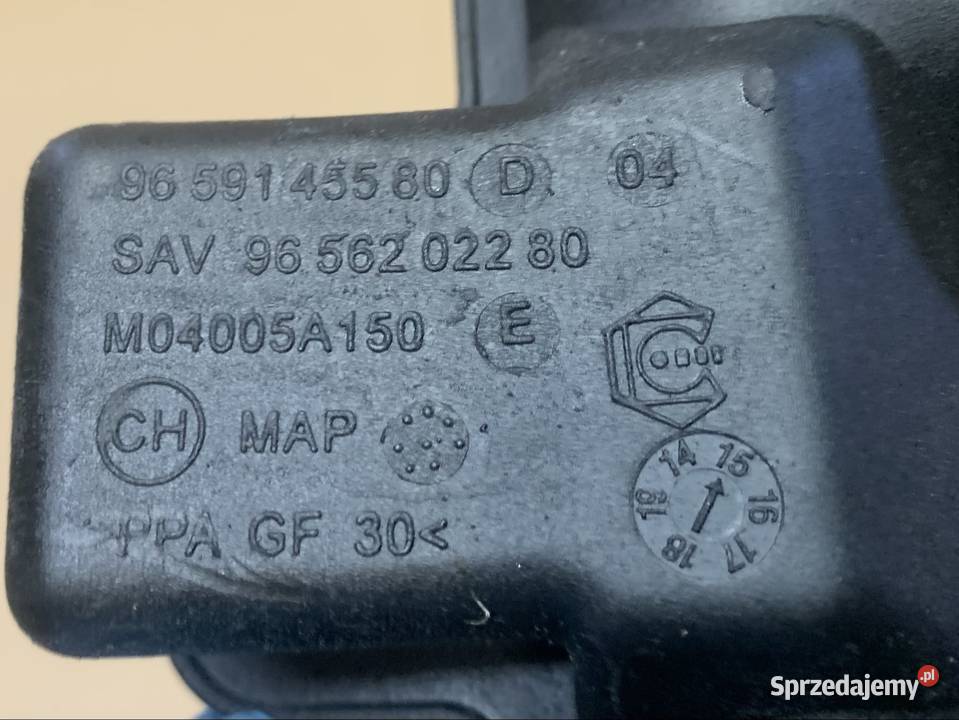 96 591 455 80 D 04
SAV 96 562 022 80
M04005A150 E
CH MAP
14 15 16 17 18 19
PPA GF 30<
Sprzedajemy.pl